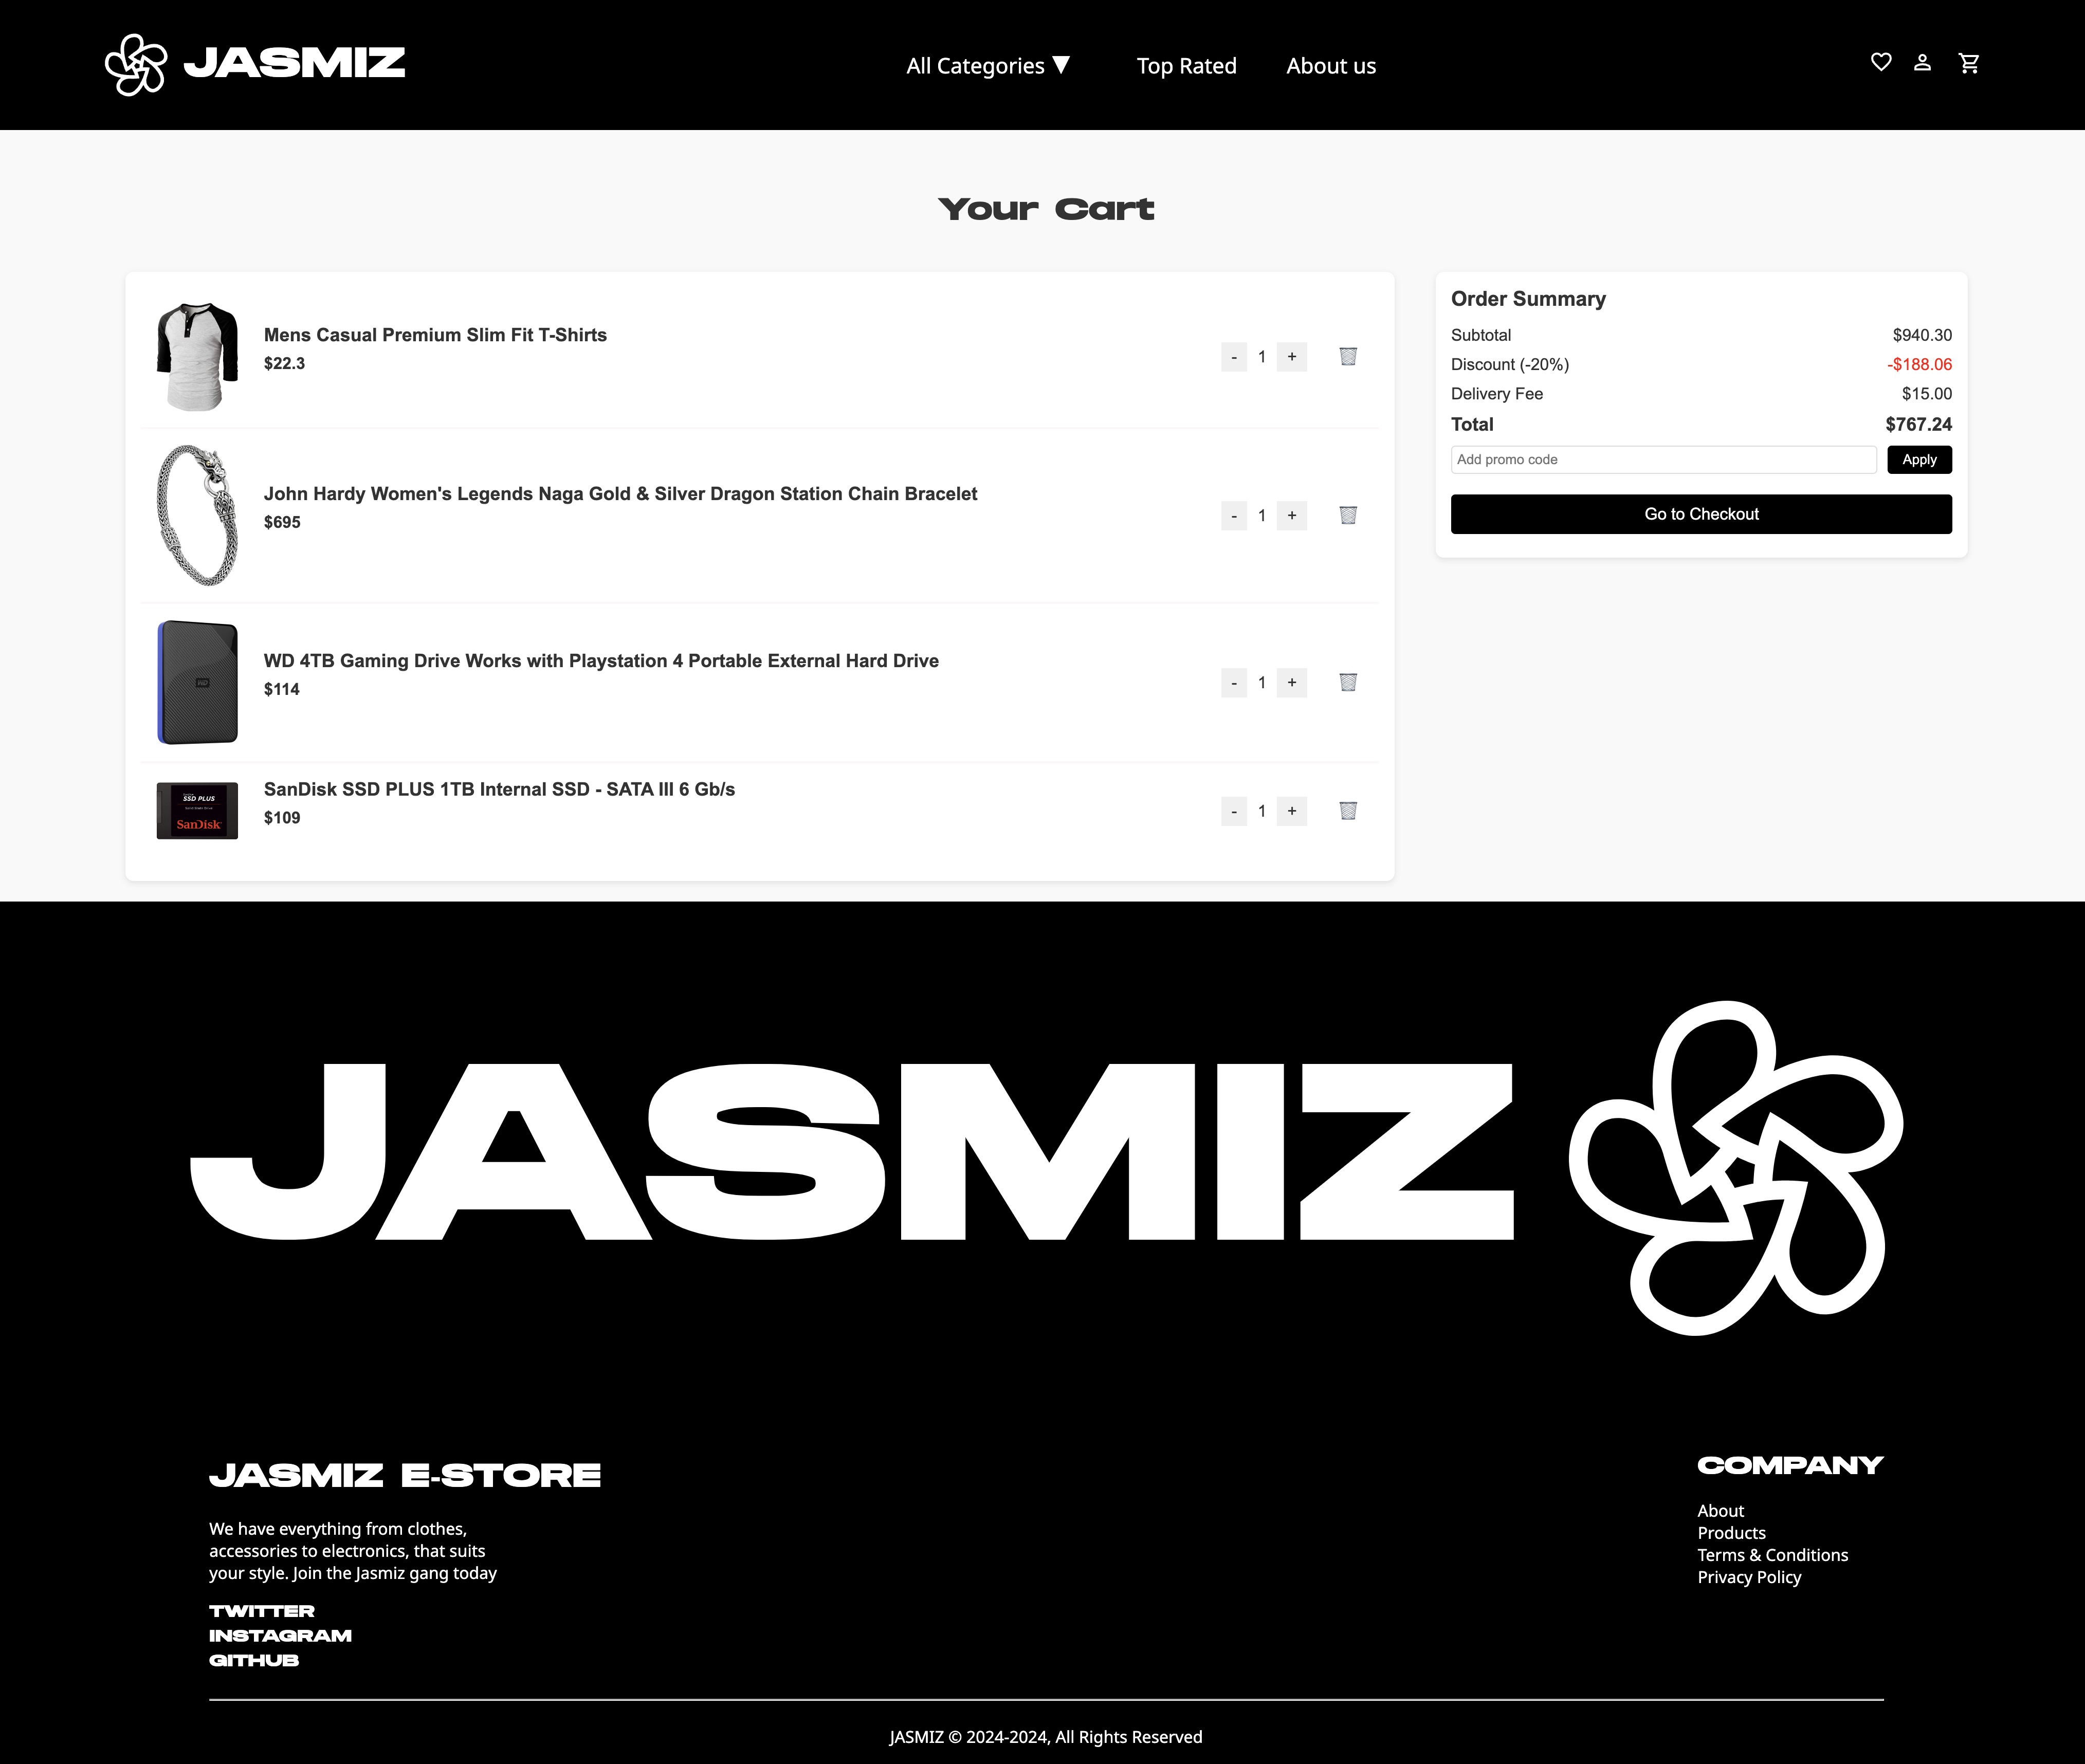 JASMIZ
All Categories ▼ Top Rated About us
Your Cart
Mens Casual Premium Slim Fit T-Shirts
$22.3
- 1 +
John Hardy Women's Legends Naga Gold & Silver Dragon Station Chain Bracelet
$695
- 1 +
WD 4TB Gaming Drive Works with Playstation 4 Portable External Hard Drive
$114
- 1 +
WD
SanDisk SSD PLUS 1TB Internal SSD - SATA III 6 Gb/s
$109
- 1 +
SSD PLUS
SanDisk
Order Summary
Subtotal $940.30
Discount (-20%) -$188.06
Delivery Fee $15.00
Total $767.24
Add promo code Apply
Go to Checkout
JASMIZ
JASMIZ E-STORE
We have everything from clothes,
accessories to electronics, that suits
your style. Join the Jasmiz gang today
TWITTER
INSTAGRAM
GITHUB
COMPANY
About
Products
Terms & Conditions
Privacy Policy
JASMIZ © 2024-2024, All Rights Reserved